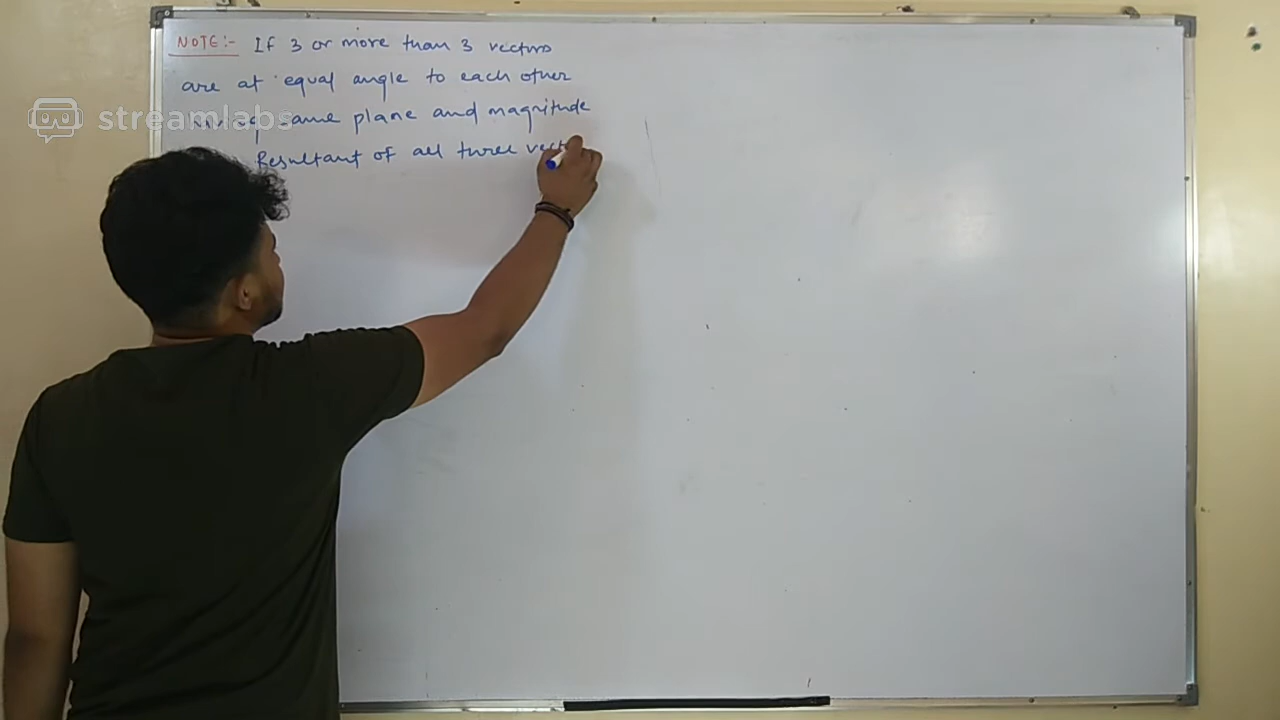 NOTE:- If 3 or more than 3 vectors
are at equal angle to each other
same plane and magnitude
Resultant of all three
streamlabs